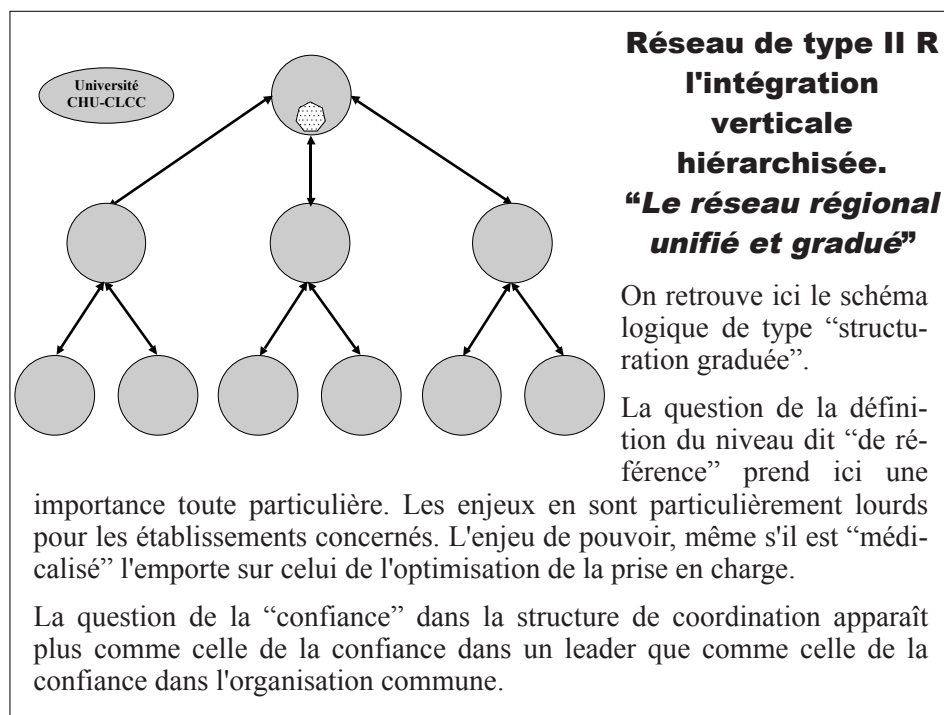 Université
CHU-CLCC
Réseau de type II R
l'intégration
verticale
hiérarchisée.
“Le réseau régional
unifié et gradué”
On retrouve ici le schéma
logique de type “structu-
ration graduée”.
La question de la défini-
tion du niveau dit “de ré-
férence” prend ici une
importance toute particulière. Les enjeux en sont particulièrement lourds
pour les établissements concernés. L'enjeu de pouvoir, même s'il est “médi-
calisé” l'emporte sur celui de l'optimisation de la prise en charge.
La question de la “confiance” dans la structure de coordination apparaît
plus comme celle de la confiance dans un leader que comme celle de la
confiance dans l'organisation commune.